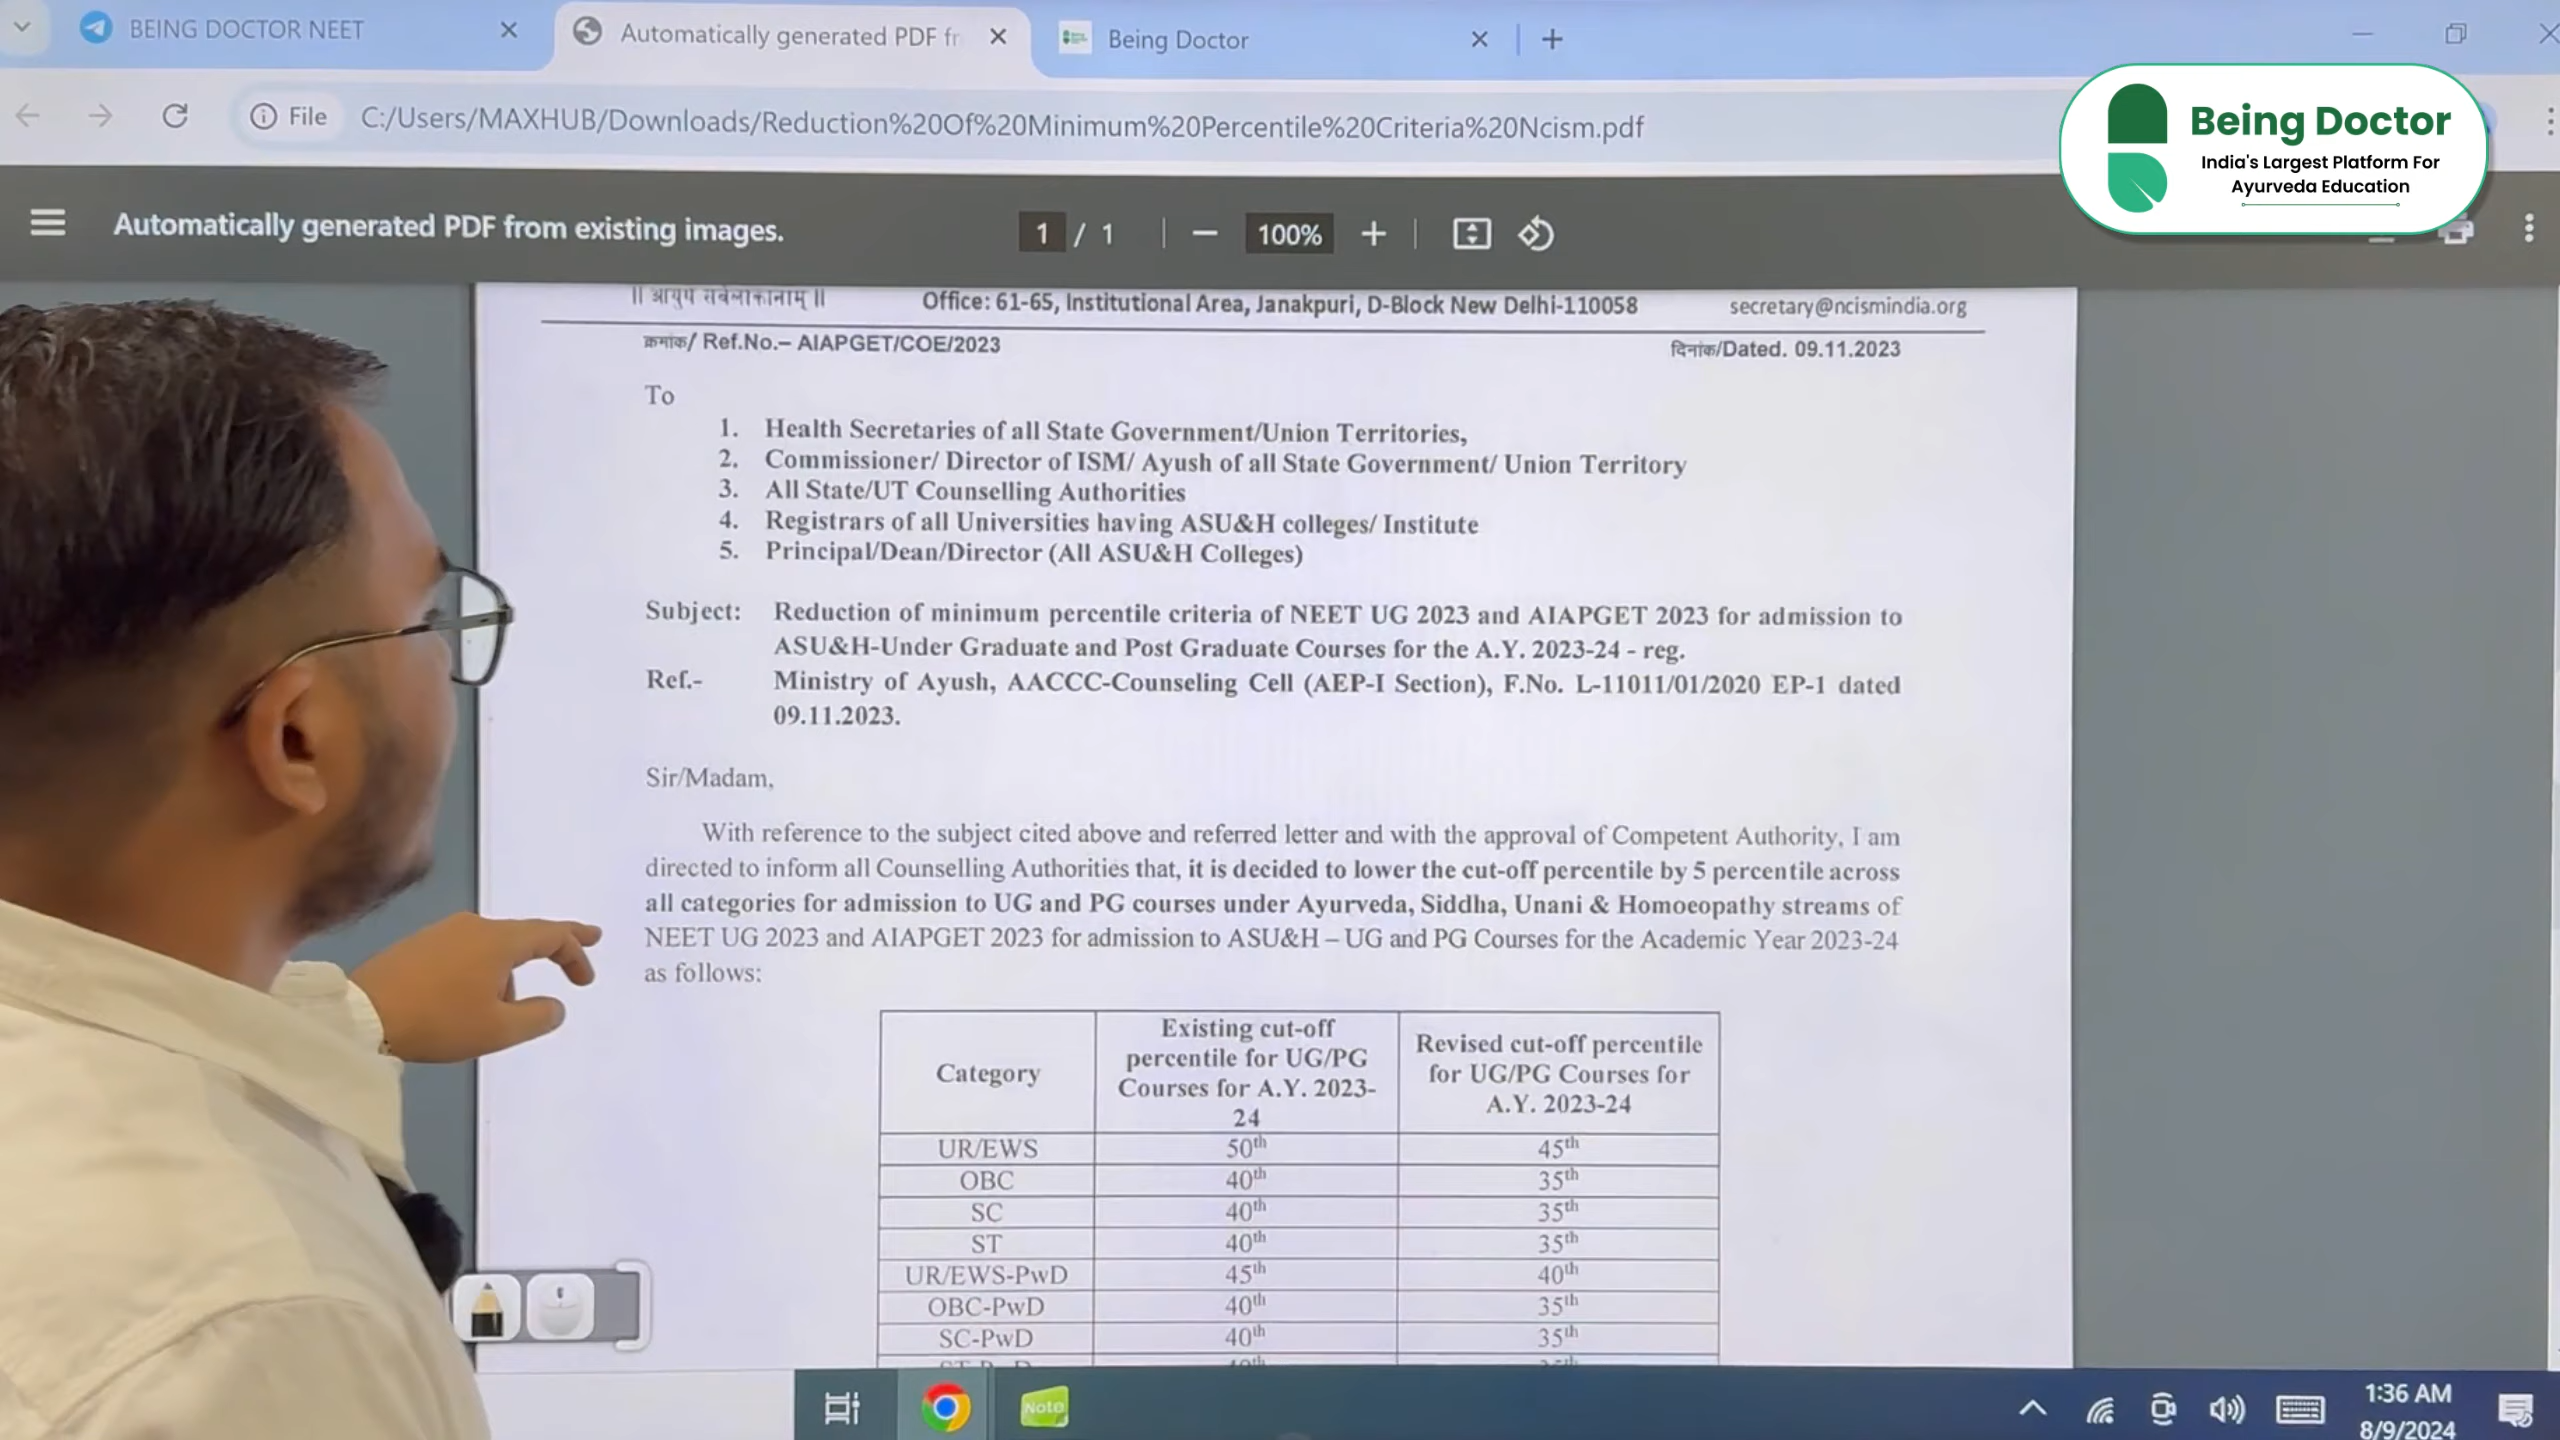 BEING DOCTOR NEET
Automatically generated PDF fr
Being Doctor
File C:/Users/MAXHUB/Downloads/Reduction%20Of%20Minimum%20Percentile%20Criteria%20Ncism.pdf
Being Doctor
India's Largest Platform For
Ayurveda Education
Automatically generated PDF from existing images.
1 / 1
100%
Office: 61-65, Institutional Area, Janakpuri, D-Block New Delhi-110058 secretary@ncismindia.org
क्रमांक/ Ref.No.– AIAPGET/COE/2023 दिनांक/Dated. 09.11.2023
To
1. Health Secretaries of all State Government/Union Territories,
2. Commissioner/ Director of ISM/ Ayush of all State Government/ Union Territory
3. All State/UT Counselling Authorities
4. Registrars of all Universities having ASU&H colleges/ Institute
5. Principal/Dean/Director (All ASU&H Colleges)
Subject: Reduction of minimum percentile criteria of NEET UG 2023 and AIAPGET 2023 for admission to
ASU&H-Under Graduate and Post Graduate Courses for the A.Y. 2023-24 - reg.
Ref.- Ministry of Ayush, AACCC-Counseling Cell (AEP-I Section), F.No. L-11011/01/2020 EP-1 dated
09.11.2023.
Sir/Madam,
With reference to the subject cited above and referred letter and with the approval of Competent Authority, I am
directed to inform all Counselling Authorities that, it is decided to lower the cut-off percentile by 5 percentile across
all categories for admission to UG and PG courses under Ayurveda, Siddha, Unani & Homoeopathy streams of
NEET UG 2023 and AIAPGET 2023 for admission to ASU&H – UG and PG Courses for the Academic Year 2023-24
as follows:
Category
Existing cut-off
percentile for UG/PG
Courses for A.Y. 2023-
24
Revised cut-off percentile
for UG/PG Courses for
A.Y. 2023-24
UR/EWS 50th 45th
OBC 40th 35th
SC 40th 35th
ST 40th 35th
UR/EWS-PwD 45th 40th
OBC-PwD 40th 35th
SC-PwD 40th 35th
Note
1:36 AM
8/9/2024